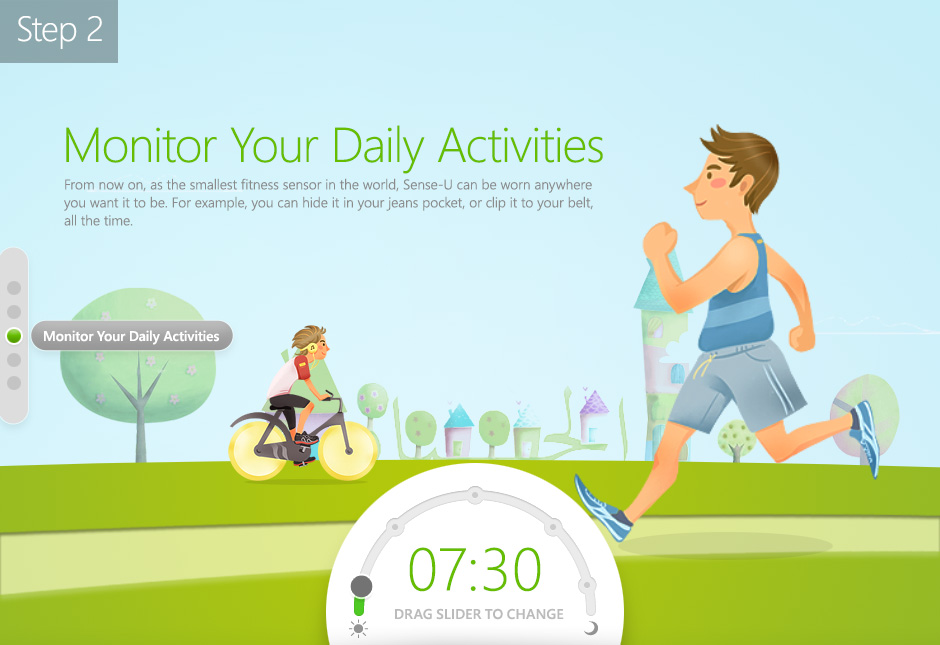 Step 2
Monitor Your Daily Activities
From now on, as the smallest fitness sensor in the world, Sense-U can be worn anywhere
you want it to be. For example, you can hide it in your jeans pocket, or clip it to your belt,
all the time.
Monitor Your Daily Activities
07:30
DRAG SLIDER TO CHANGE